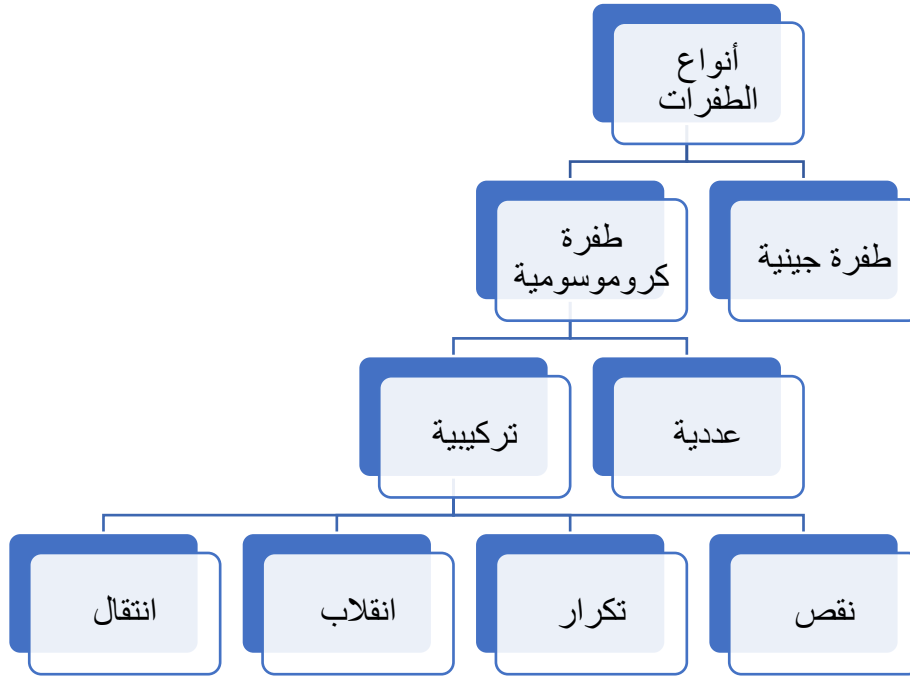 أنواع
الطفرات
طفرة جينية
طفرة
كروموسومية
عددية
تركيبية
نقص
تكرار
انقلاب
انتقال